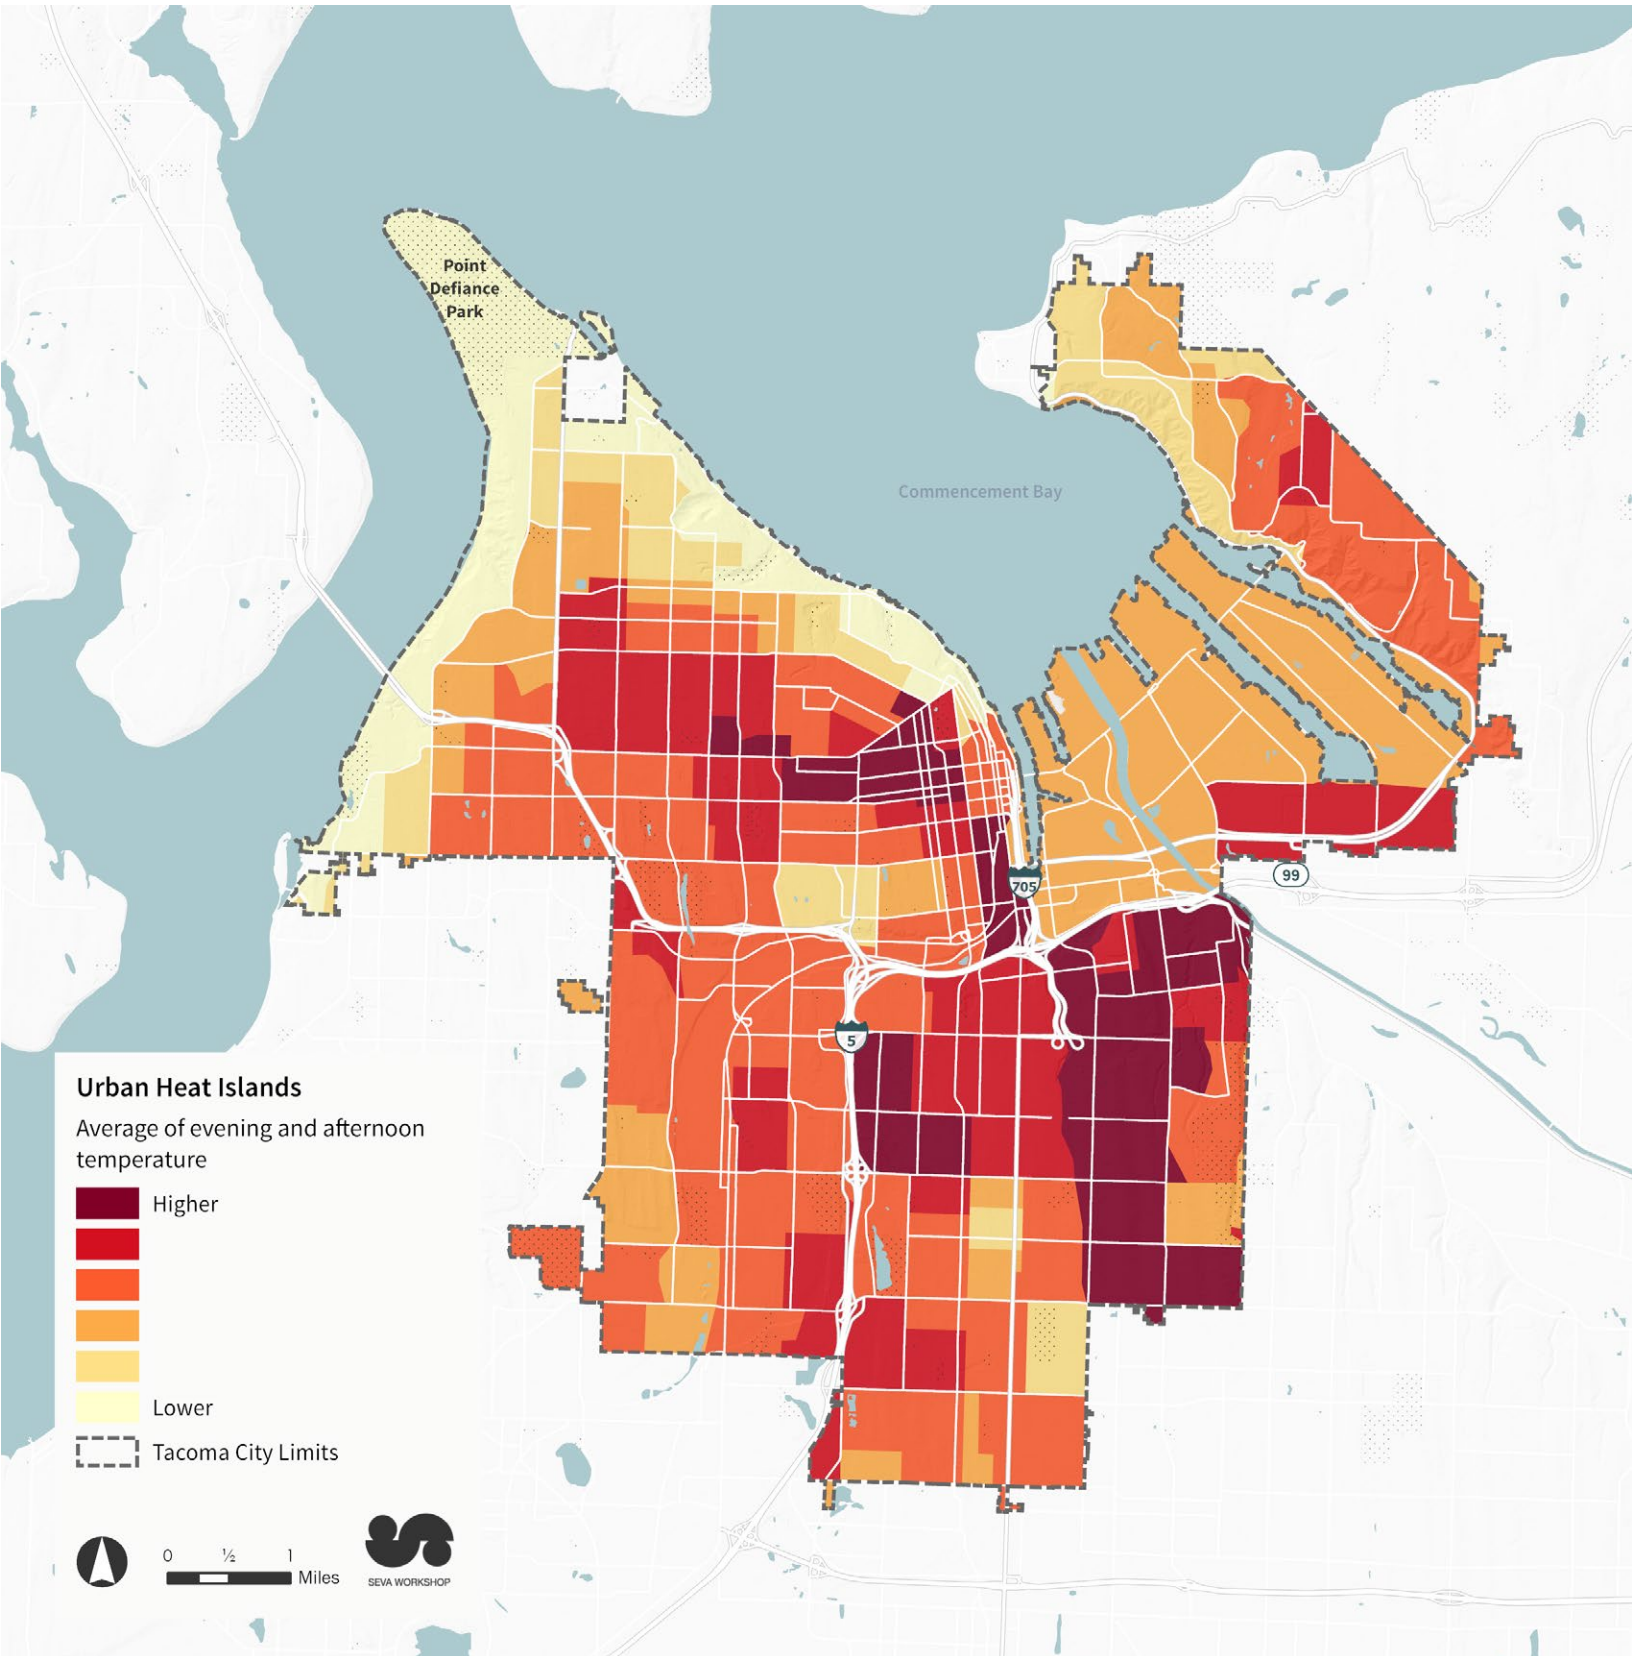 Point
Defiance
Park
Commencement Bay
705
99
5
Urban Heat Islands
Average of evening and afternoon
temperature
Higher
Lower
Tacoma City Limits
0 ½ 1
Miles
SEVA WORKSHOP